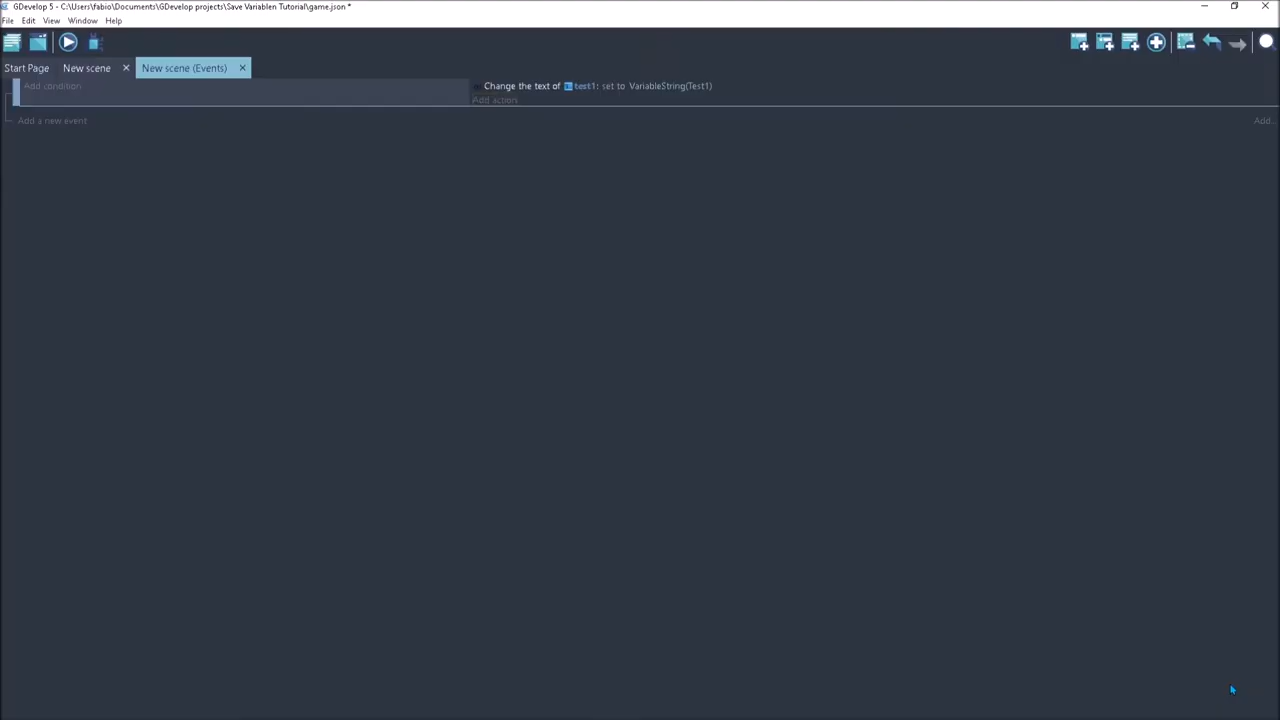 GDevelop 5 - C:\Users\fabio\Documents\GDevelop projects\Save Variablen Tutorial\game.json *
File Edit View Window Help
Start Page New scene × New scene (Events) ×
Add condition
Change the text of test1: set to VariableString(Test1)
Add action
Add a new event
Add...